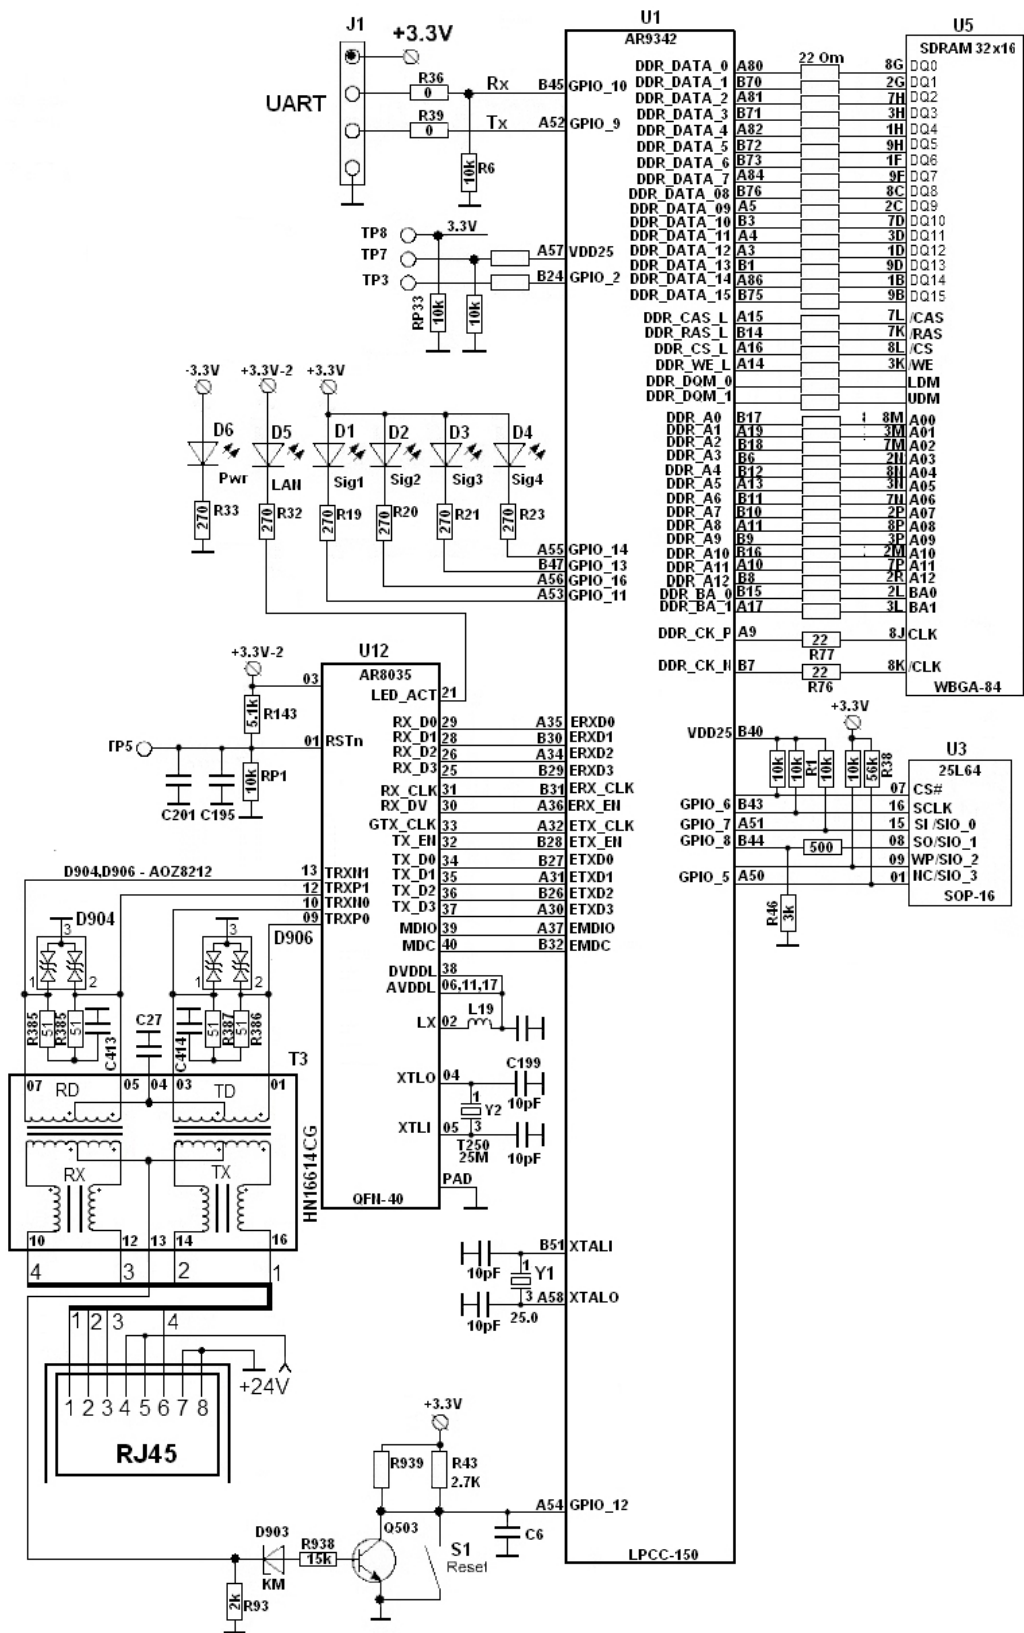 J1
+3.3V
UART
R36
0
Rx
R39
0
Tx
10k
R6
B45
GPIO_10
A52
GPIO_9
TP8
3.3V
TP7
TP3
A57
VDD25
B24
GPIO_2
RP33
10k
10k
U1
AR9342
DDR_DATA_0 A80 22 Om 8G DQ0
DDR_DATA_1 B70 2G DQ1
DDR_DATA_2 A81 7H DQ2
DDR_DATA_3 B71 3H DQ3
DDR_DATA_4 A82 1H DQ4
DDR_DATA_5 B72 9H DQ5
DDR_DATA_6 B73 1F DQ6
DDR_DATA_7 A84 9F DQ7
DDR_DATA_08 B76 8C DQ8
DDR_DATA_09 A5 2C DQ9
DDR_DATA_10 B3 7D DQ10
DDR_DATA_11 A4 3D DQ11
DDR_DATA_12 A3 1D DQ12
DDR_DATA_13 B1 9D DQ13
DDR_DATA_14 A86 1B DQ14
DDR_DATA_15 B75 9B DQ15
DDR_CAS_L A15 7L /CAS
DDR_RAS_L B14 7K /RAS
DDR_CS_L A16 8L /CS
DDR_WE_L A14 3K /WE
DDR_DQM_0 LDM
DDR_DQM_1 UDM
DDR_A0 B17 8M A00
DDR_A1 A19 3M A01
DDR_A2 B18 7M A02
DDR_A3 B6 2N A03
DDR_A4 B12 8N A04
DDR_A5 A13 3N A05
DDR_A6 B11 7N A06
DDR_A7 B10 2P A07
DDR_A8 A11 8P A08
DDR_A9 B9 3P A09
DDR_A10 B16 2M A10
DDR_A11 A10 7P A11
DDR_A12 B8 2R A12
DDR_BA_0 B15 2L BA0
DDR_BA_1 A17 3L BA1
DDR_CK_P A9 22 8J CLK
R77
DDR_CK_N B7 22 8K /CLK
R76
U5
SDRAM 32x16
WBGA-84
-3.3V
+3.3V-2
+3.3V
D6
Pwr
D5
LAN
D1
Sig1
D2
Sig2
D3
Sig3
D4
Sig4
270 R33
270 R32
270 R19
270 R20
270 R21
270 R23
A55 GPIO_14
B47 GPIO_13
A56 GPIO_16
A53 GPIO_11
+3.3V-2
5.1k R143
TP5
10k RP1
C201 C195
U12
AR8035
03
LED_ACT 21
01 RSTn
RX_D0 29 A35 ERXD0
RX_D1 28 B30 ERXD1
RX_D2 26 A34 ERXD2
RX_D3 25 B29 ERXD3
RX_CLK 31 B31 ERX_CLK
RX_DV 30 A36 ERX_EN
GTX_CLK 33 A32 ETX_CLK
TX_EN 32 B28 ETX_EN
TX_D0 34 B27 ETXD0
TX_D1 35 A31 ETXD1
TX_D2 36 B26 ETXD2
TX_D3 37 A30 ETXD3
MDIO 39 A37 EMDIO
MDC 40 B32 EMDC
13 TRXN1
12 TRXP1
10 TRXN0
09 TRXP0
DVDDL 38
AVDDL 06,11,17
LX 02 L19
XTLO 04
C199
10pF
1
Y2
3
XTLI 05
T250
25M
10pF
PAD
QFN-40
D904,D906 - AOZ8212
D904
3
1 2
D906
3
1 2
R385 51
R385 51
C413
C27
C414
R387 51
R386
51
T3
HN16614CG
07 RD 05 04 03 TD 01
RX TX
10 12 13 14 16
4 3 2 1
1 2 3 4
+24V
1 2 3 4 5 6 7 8
RJ45
VDD25 B40
+3.3V
10k
10k
R1
10k
10k
56k
R38
U3
25L64
07 CS#
GPIO_6 B43 16 SCLK
GPIO_7 A51 15 SI /SIO_0
GPIO_8 B44 500 08 SO/SIO_1
09 WP/SIO_2
GPIO_5 A50 01 NC/SIO_3
SOP-16
R46
3k
B51 XTALI
10pF
1
Y1
3
A58 XTALO
10pF
25.0
+3.3V
R939
R43
2.7K
A54 GPIO_12
C6
Q503
S1
Reset
D903
KM
R938
15k
2k R93
LPCC-150